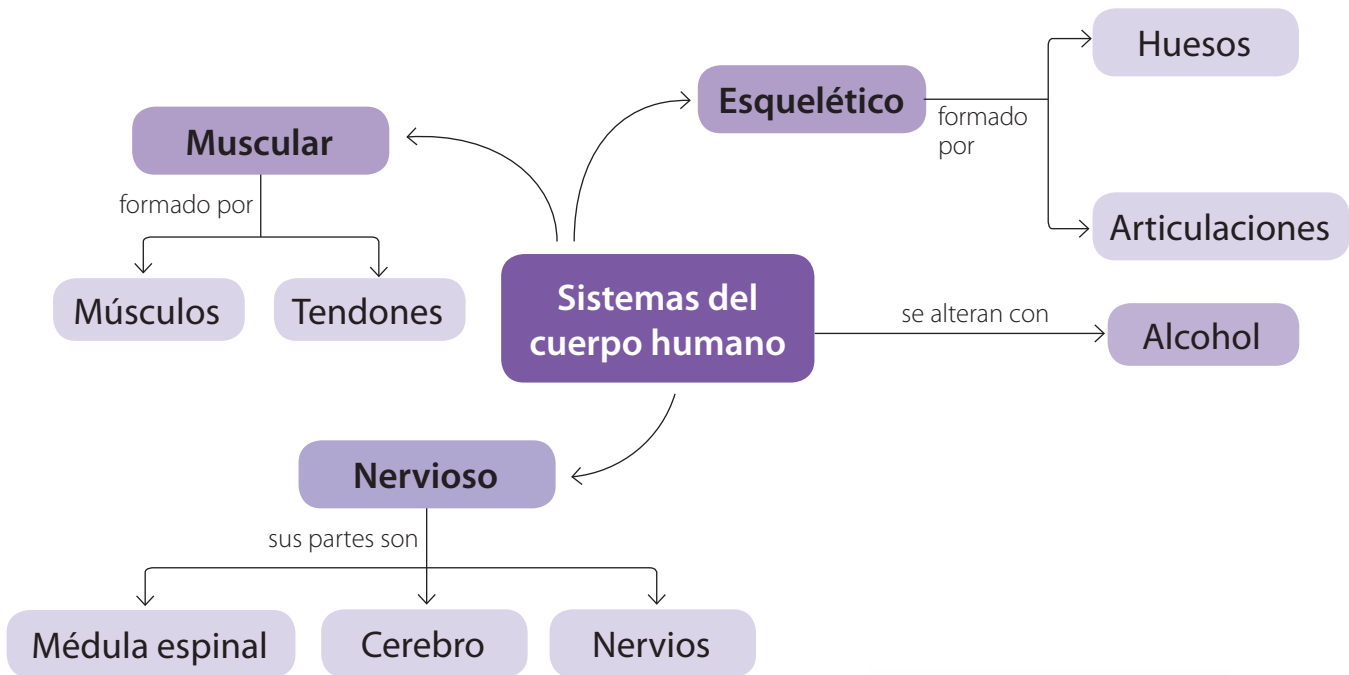 Huesos
Esquelético
formado
por
Muscular
formado por
Articulaciones
Músculos
Tendones
Sistemas del
cuerpo humano
se alteran con
Alcohol
Nervioso
sus partes son
Médula espinal
Cerebro
Nervios